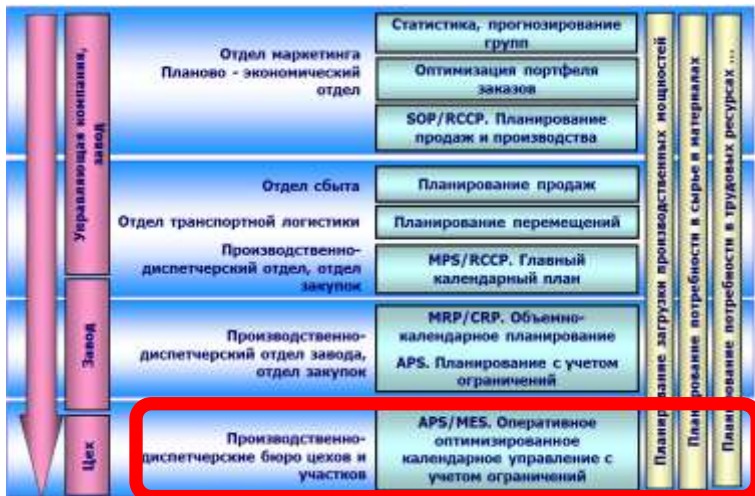 Управляющая компания,
завод
Завод
Цех
Отдел маркетинга
Планово - экономический
отдел
Статистика, прогнозирование
групп
Оптимизация портфеля
заказов
SOP/RCCP. Планирование
продаж и производства
Отдел сбыта
Планирование продаж
Отдел транспортной логистики
Планирование перемещений
Производственно-
диспетчерский отдел, отдел
закупок
MPS/RCCP. Главный
календарный план
Производственно-
диспетчерский отдел завода,
отдел закупок
MRP/CRP. Объемно-
календарное планирование
APS. Планирование с учетом
ограничений
Производственно-
диспетчерские бюро цехов и
участков
APS/MES. Оперативное
оптимизированное
календарное управление с
учетом ограничений
Планирование загрузки производственных мощностей
Планирование потребности в сырье и материалах
Планирование потребности в трудовых ресурсах ...